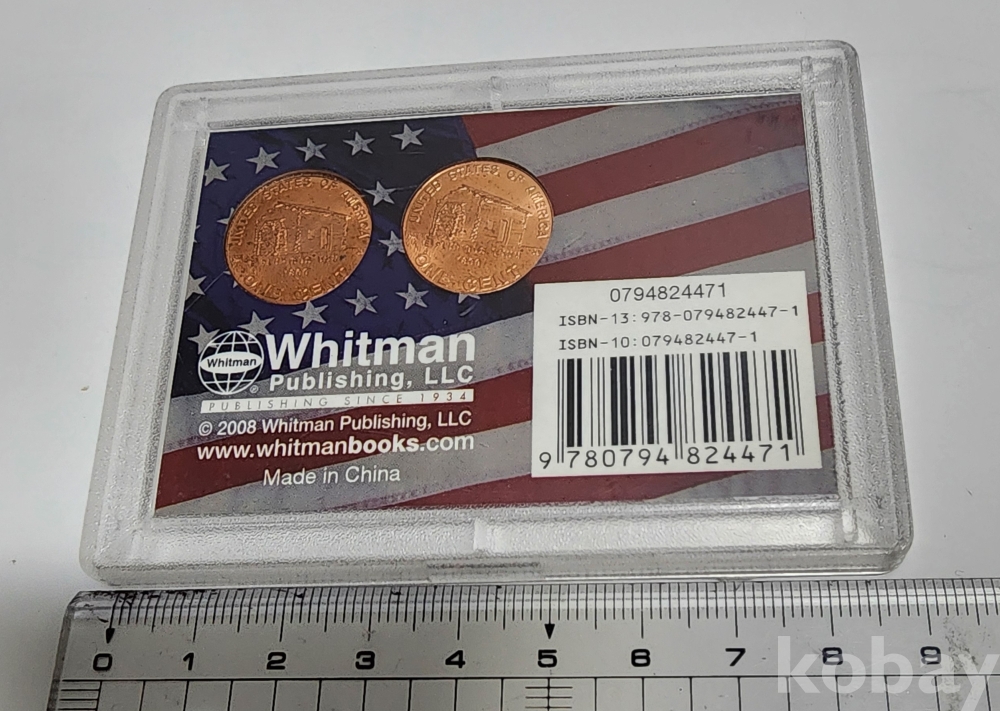 UNITED STATES OF AMERICA
1809
ONE CENT
UNITED STATES OF AMERICA
1809
ONE CENT
Whitman
Whitman®
Publishing, LLC
PUBLISHING SINCE 1934
© 2008 Whitman Publishing, LLC
www.whitmanbooks.com
Made in China
0794824471
ISBN-13:978-079482447-1
ISBN-10:079482447-1
9 780794 824471
0 1 2 3 4 5 6 7 8 9
kobay